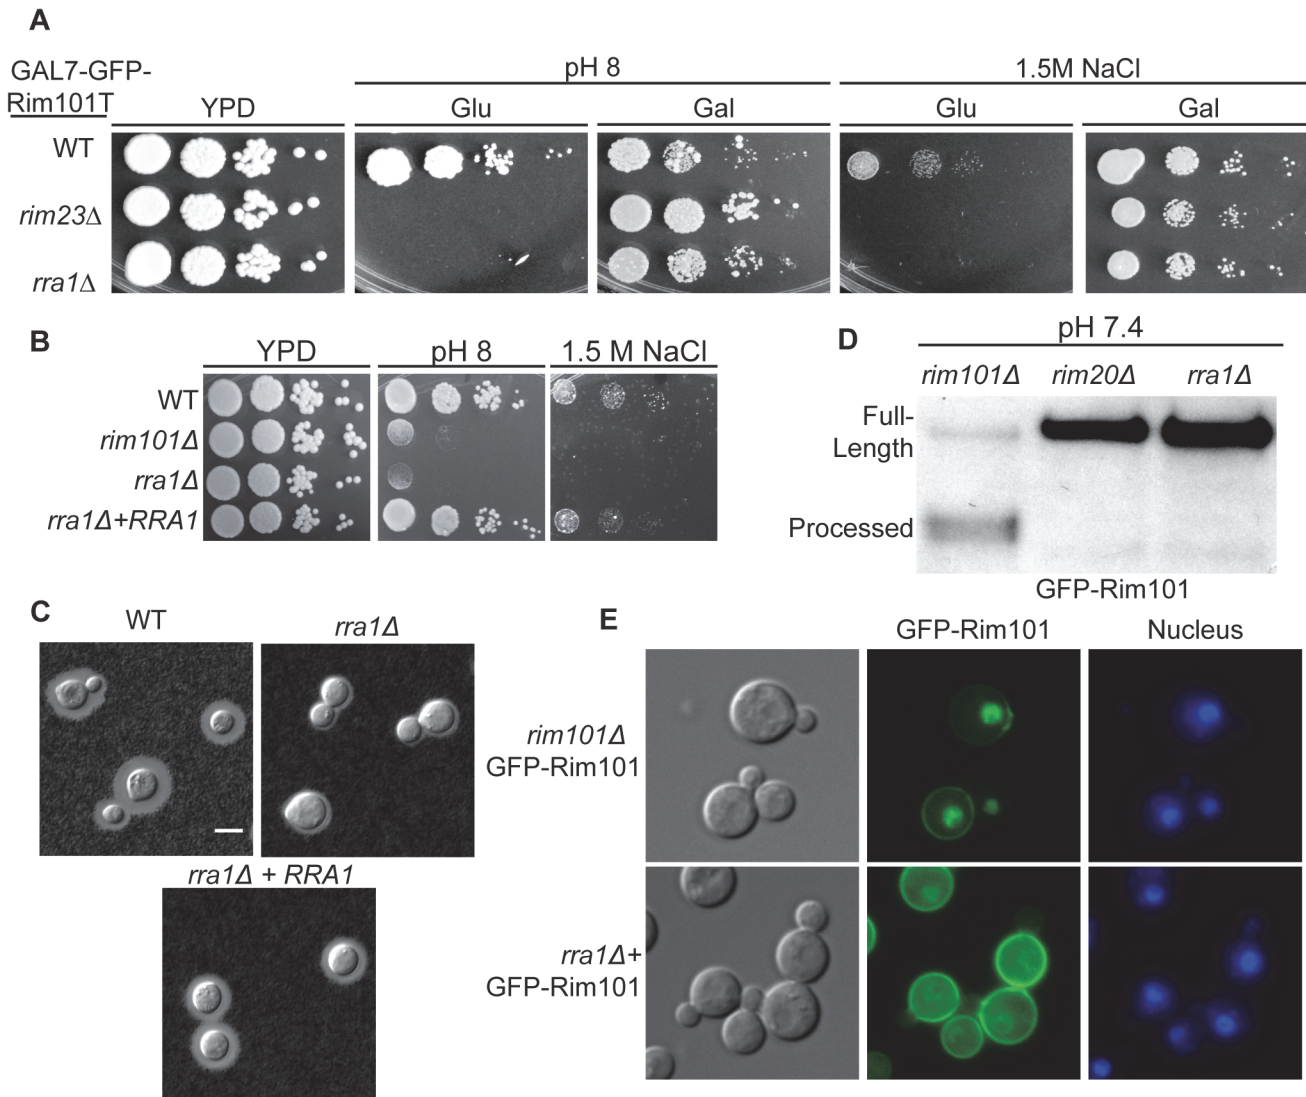 A
GAL7-GFP-
Rim101T
pH 8
1.5M NaCl
YPD
Glu
Gal
Glu
Gal
WT
rim23Δ
rra1Δ
B
YPD
pH 8
1.5 M NaCl
WT
rim101Δ
rra1Δ
rra1Δ+RRA1
D
pH 7.4
rim101Δ
rim20Δ
rra1Δ
Full-
Length
Processed
GFP-Rim101
C
WT
rra1Δ
rra1Δ + RRA1
E
GFP-Rim101
Nucleus
rim101Δ
GFP-Rim101
rra1Δ+
GFP-Rim101